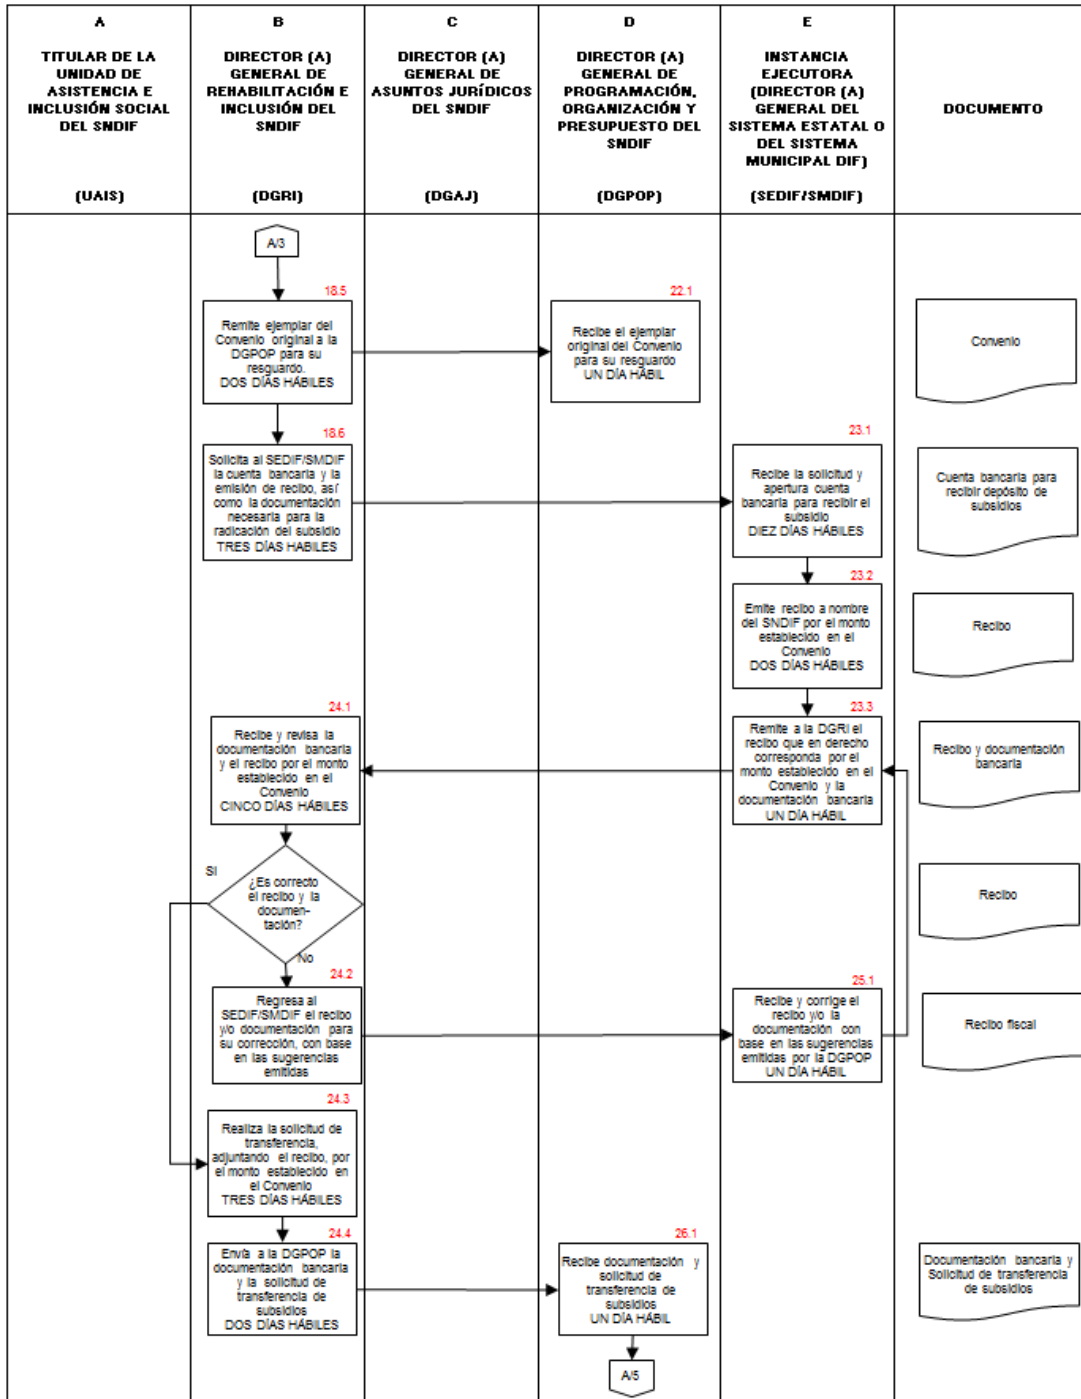 A
TITULAR DE LA
UNIDAD DE
ASISTENCIA E
INCLUSIÓN SOCIAL
DEL SNDIF
(UAIS)
B
DIRECTOR (A)
GENERAL DE
REHABILITACIÓN E
INCLUSIÓN DEL
SNDIF
(DGRI)
C
DIRECTOR (A)
GENERAL DE
ASUNTOS JURÍDICOS
DEL SNDIF
(DGAJ)
D
DIRECTOR (A)
GENERAL DE
PROGRAMACIÓN,
ORGANIZACIÓN Y
PRESUPUESTO DEL
SNDIF
(DGPOP)
E
INSTANCIA
EJECUTORA
(DIRECTOR (A)
GENERAL DEL
SISTEMA ESTATAL O
DEL SISTEMA
MUNICIPAL DIF)
(SEDIF/SMDIF)
DOCUMENTO
A/3
18.5
Remite ejemplar del
Convenio original a la
DGPOP para su
resguardo.
DOS DÍAS HÁBILES
22.1
Recibe el ejemplar
original del Convenio
para su resguardo
UN DÍA HÁBIL
Convenio
18.6
Solicita al SEDIF/SMDIF
la cuenta bancaria y la
emisión de recibo, así
como la documentación
necesaria para la
radicación del subsidio
TRES DÍAS HABILES
23.1
Recibe la solicitud y
apertura cuenta
bancaria para recibir el
subsidio
DIEZ DÍAS HÁBILES
Cuenta bancaria para
recibir depósito de
subsidios
23.2
Emite recibo a nombre
del SNDIF por el monto
establecido en el
Convenio
DOS DÍAS HÁBILES
Recibo
24.1
Recibe y revisa la
documentación bancaria
y el recibo por el monto
establecido en el
Convenio
CINCO DÍAS HÁBILES
23.3
Remite a la DGRI el
recibo que en derecho
corresponda por el
monto establecido en el
Convenio y la
documentación bancaria
UN DÍA HÁBIL
Recibo y documentación
bancaria
SI
¿Es correcto
el recibo y la
documen-
tación?
No
Recibo
24.2
Regresa al
SEDIF/SMDIF el recibo
y/o documentación para
su corrección, con base
en las sugerencias
emitidas
25.1
Recibe y corrige el
recibo y/o la
documentación con
base en las sugerencias
emitidas por la DGPOP
UN DÍA HÁBIL
Recibo fiscal
24.3
Realiza la solicitud de
transferencia,
adjuntando el recibo, por
el monto establecido en
el Convenio
TRES DÍAS HÁBILES
24.4
Envía a la DGPOP la
documentación bancaria
y la solicitud de
transferencia de
subsidios
DOS DÍAS HÁBILES
26.1
Recibe documentación y
solicitud de
transferencia de
subsidios
UN DÍA HÁBIL
Documentación bancaria y
Solicitud de transferencia
de subsidios
A/5